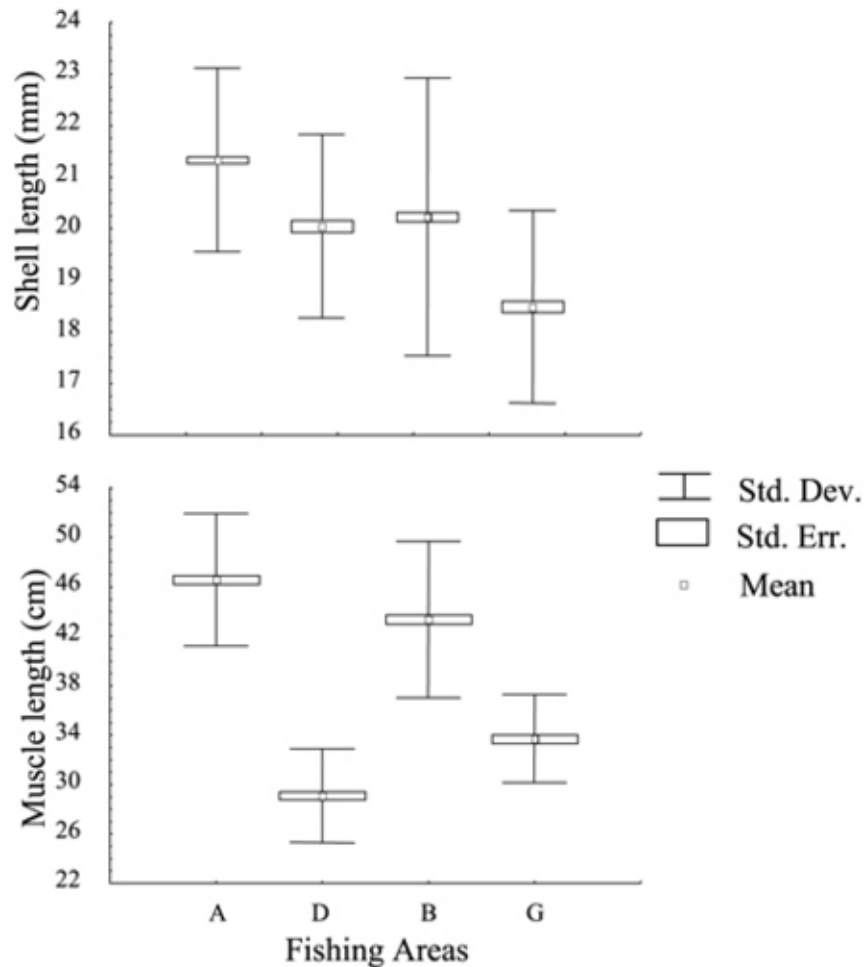 Shell length (mm)
24
23
22
21
20
19
18
17
16
Muscle length (cm)
54
50
46
42
38
34
30
26
22
A D B G
Fishing Areas
Std. Dev.
Std. Err.
Mean